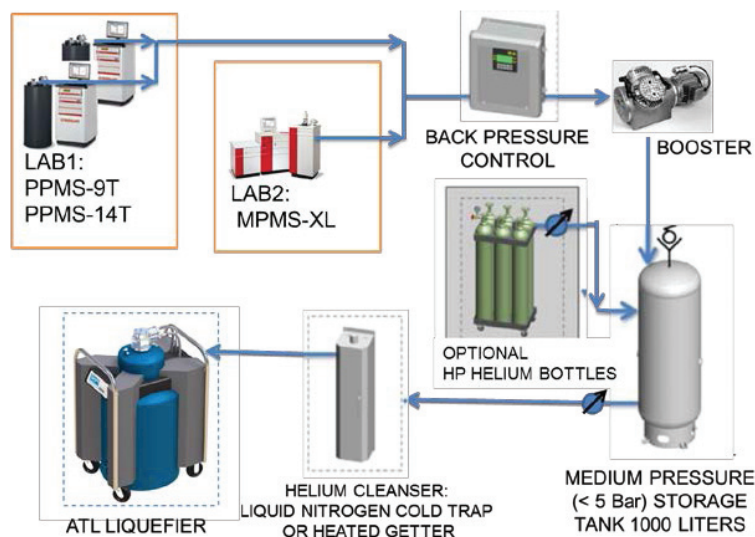 LAB1:
PPMS-9T
PPMS-14T
LAB2:
MPMS-XL
BACK PRESSURE
CONTROL
BOOSTER
OPTIONAL
HP HELIUM BOTTLES
MEDIUM PRESSURE
(< 5 Bar) STORAGE
TANK 1000 LITERS
HELIUM CLEANSER:
LIQUID NITROGEN COLD TRAP
OR HEATED GETTER
ATL LIQUEFIER